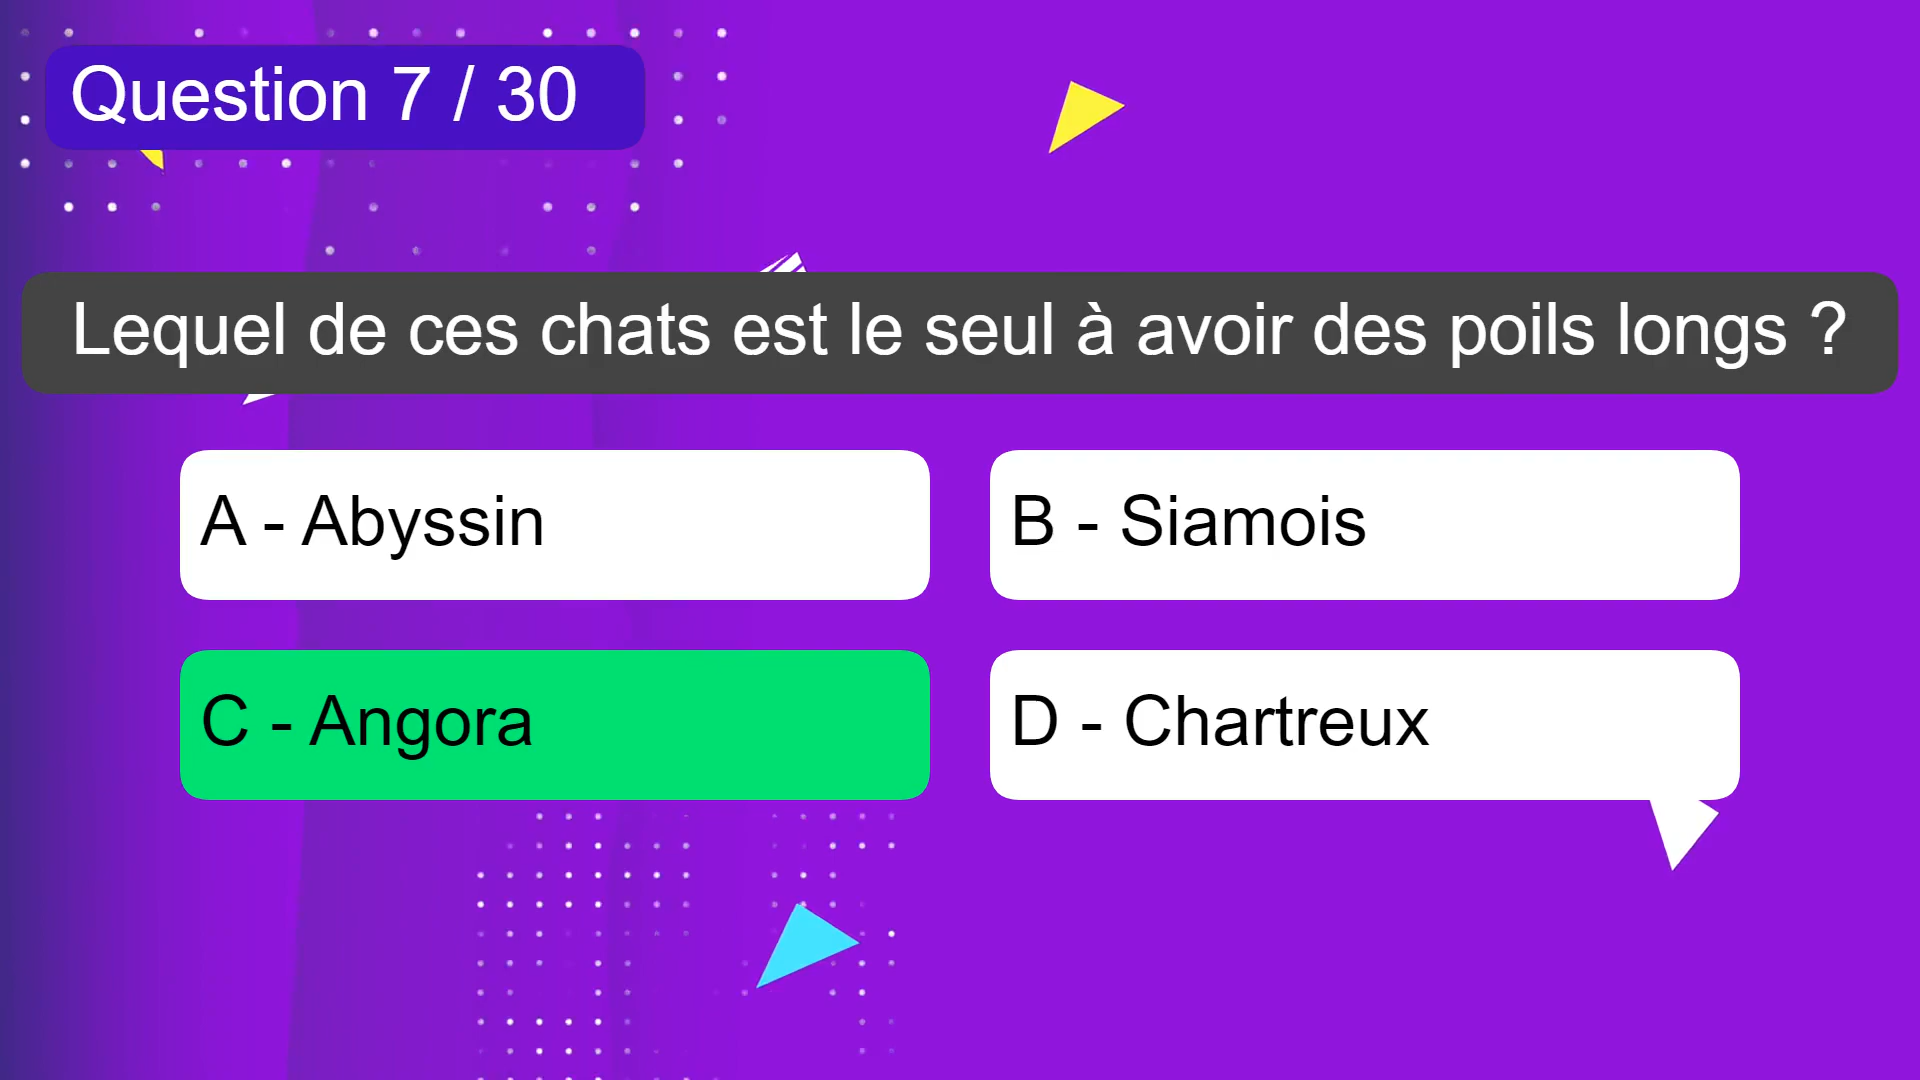 Question 7 / 30
Lequel de ces chats est le seul à avoir des poils longs ?
A - Abyssin
B - Siamois
C - Angora
D - Chartreux